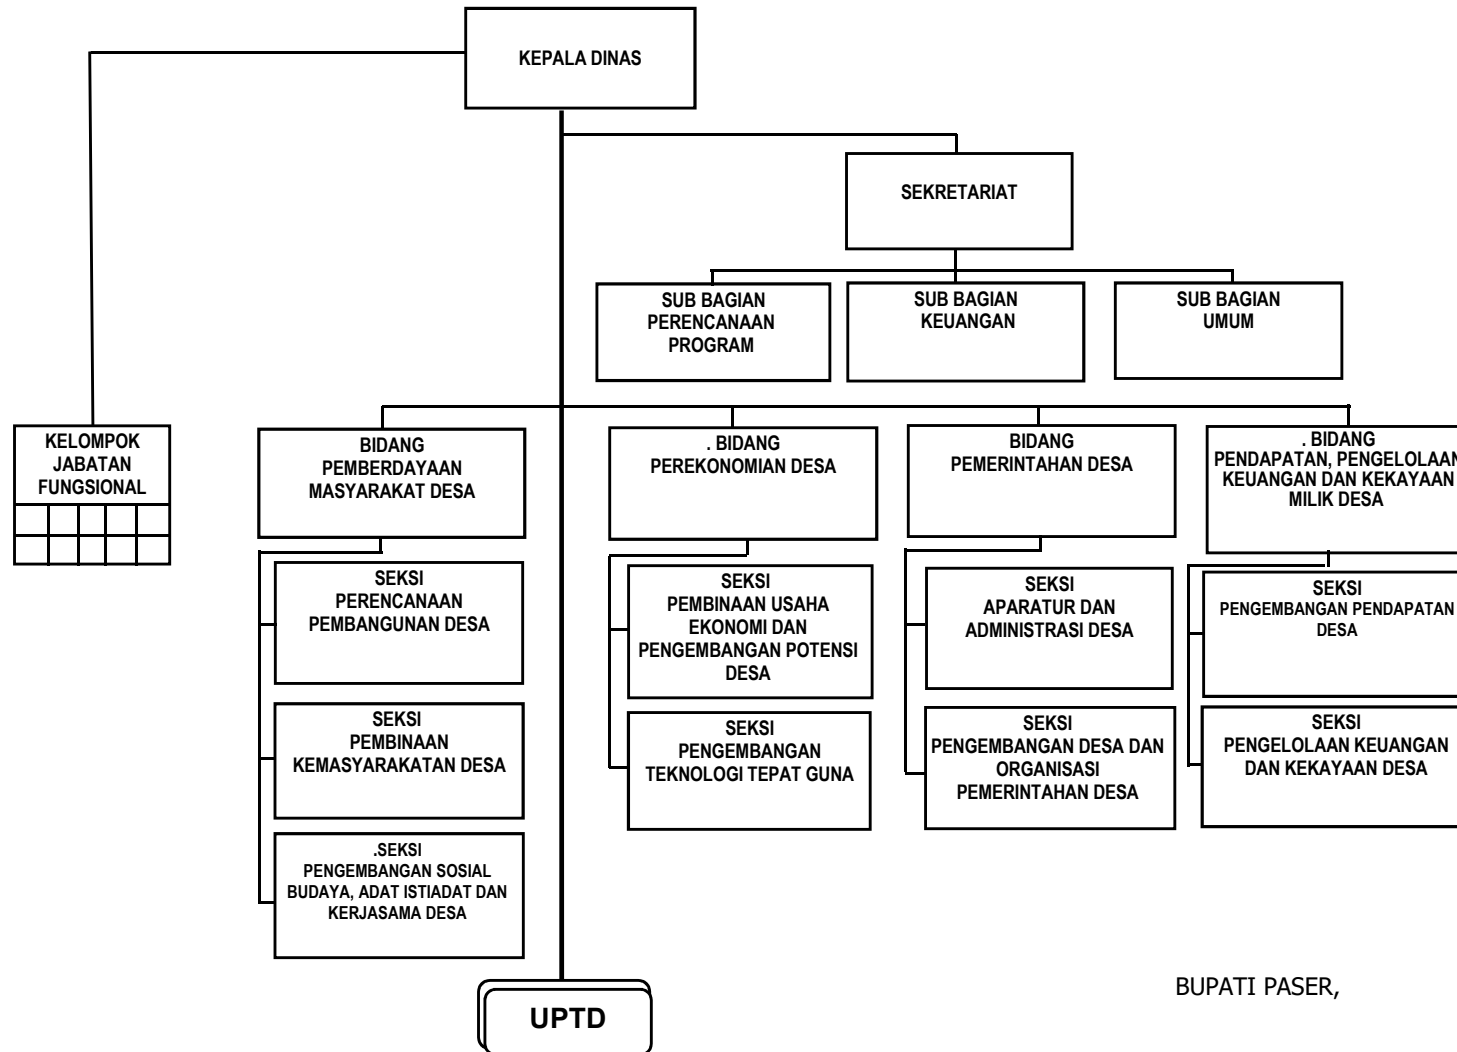 KEPALA DINAS
SEKRETARIAT
SUB BAGIAN
PERENCANAAN
PROGRAM
SUB BAGIAN
KEUANGAN
SUB BAGIAN
UMUM
KELOMPOK
JABATAN
FUNGSIONAL
BIDANG
PEMBERDAYAAN
MASYARAKAT DESA
. BIDANG
PEREKONOMIAN DESA
BIDANG
PEMERINTAHAN DESA
. BIDANG
PENDAPATAN, PENGELOLAAN
KEUANGAN DAN KEKAYAAN
MILIK DESA
SEKSI
PERENCANAAN
PEMBANGUNAN DESA
SEKSI
PEMBINAAN USAHA
EKONOMI DAN
PENGEMBANGAN POTENSI
DESA
SEKSI
APARATUR DAN
ADMINISTRASI DESA
SEKSI
PENGEMBANGAN PENDAPATAN
DESA
SEKSI
PEMBINAAN
KEMASYARAKATAN DESA
SEKSI
PENGEMBANGAN
TEKNOLOGI TEPAT GUNA
SEKSI
PENGEMBANGAN DESA DAN
ORGANISASI
PEMERINTAHAN DESA
SEKSI
PENGELOLAAN KEUANGAN
DAN KEKAYAAN DESA
.SEKSI
PENGEMBANGAN SOSIAL
BUDAYA, ADAT ISTIADAT DAN
KERJASAMA DESA
UPTD
BUPATI PASER,